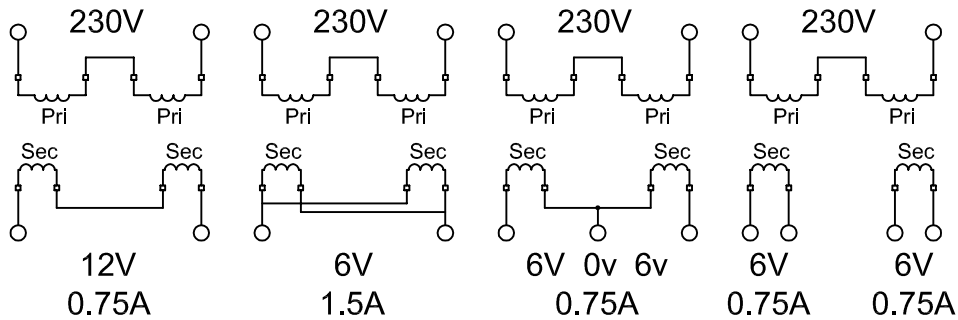 230V 230V 230V 230V
Pri Pri Pri Pri Pri Pri Pri Pri
Sec Sec Sec Sec Sec Sec Sec Sec
12V 6V 6V 0v 6v 6V 6V
0.75A 1.5A 0.75A 0.75A 0.75A